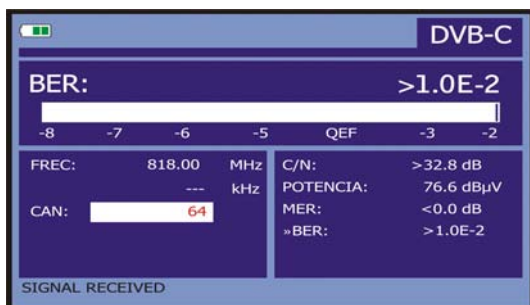 DVB-C
BER: >1.0E-2
-8 -7 -6 -5 QEF -3 -2
FREC: 818.00 MHz
--- kHz
CAN: 64
C/N: >32.8 dB
POTENCIA: 76.6 dBµV
MER: <0.0 dB
»BER: >1.0E-2
SIGNAL RECEIVED